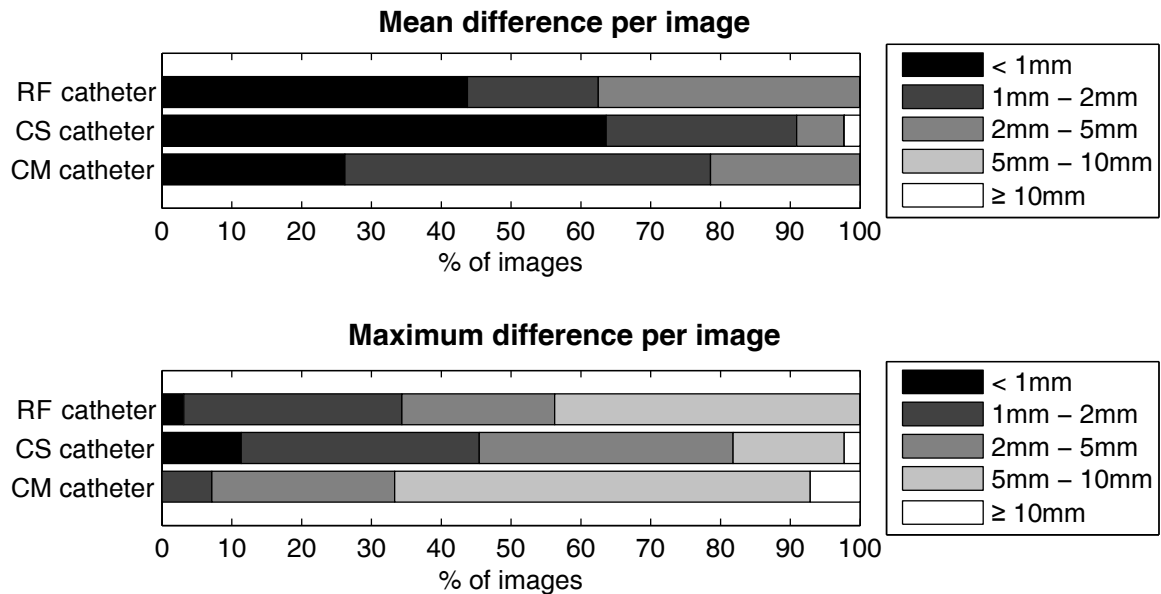 Mean difference per image
RF catheter
CS catheter
CM catheter
0 10 20 30 40 50 60 70 80 90 100
% of images
< 1mm
1mm − 2mm
2mm − 5mm
5mm − 10mm
≥ 10mm
Maximum difference per image
RF catheter
CS catheter
CM catheter
0 10 20 30 40 50 60 70 80 90 100
% of images
< 1mm
1mm − 2mm
2mm − 5mm
5mm − 10mm
≥ 10mm